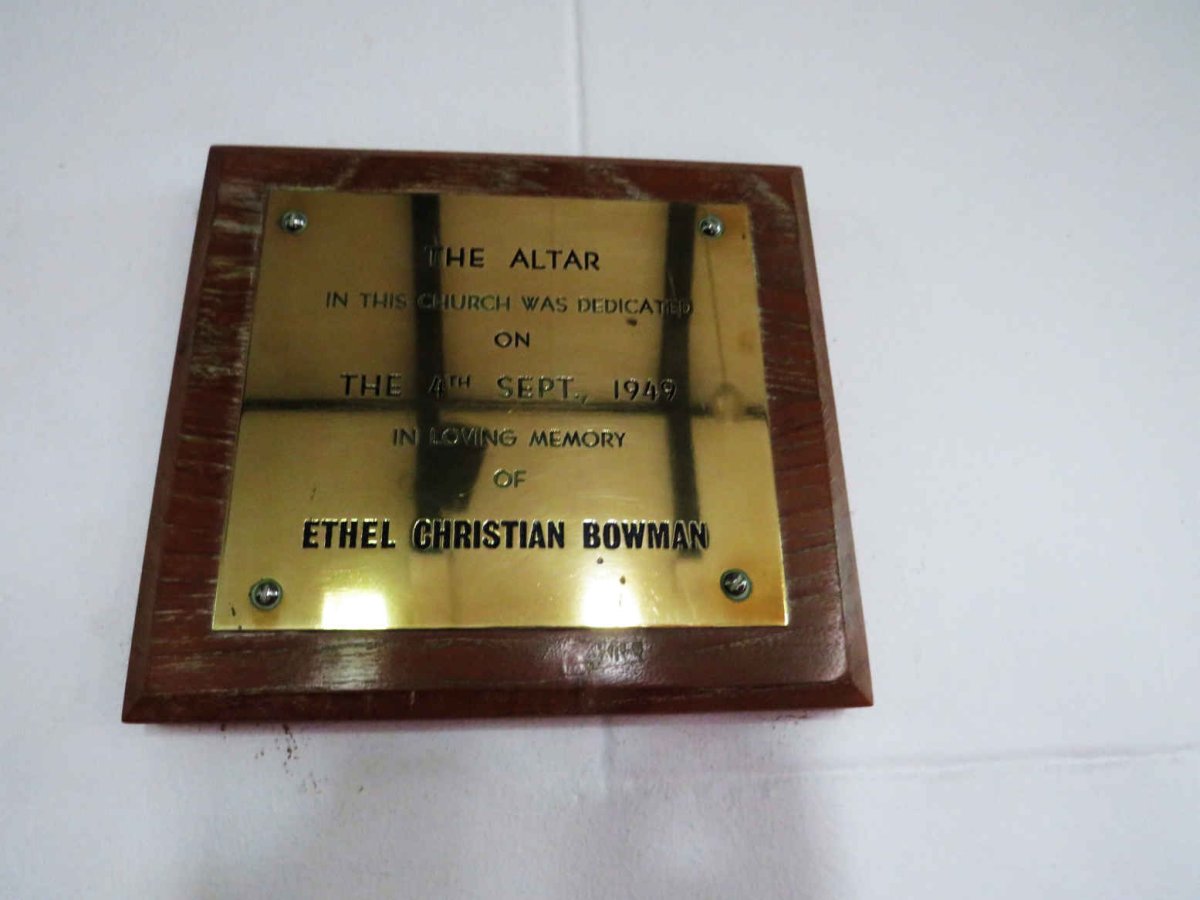 THE ALTAR
IN THIS CHURCH WAS DEDICATED
ON
THE 4TH SEPT., 1949
IN LOVING MEMORY
OF
ETHEL CHRISTIAN BOWMAN